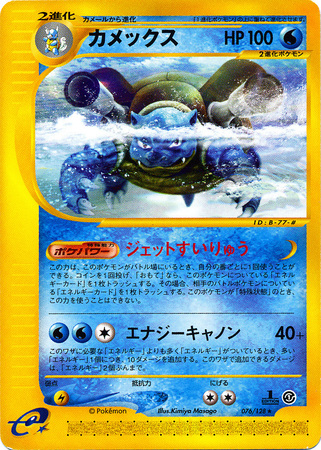 2進化
カメールから進化
カメックス
HP100
2進化ポケモン
ID:B-77-#
特殊能力
ポケパワー
ジェットすいりゅう
この力は、このポケモンがバトル場にいるとき、自分の番ごとに1回使うことができる。コインを1回投げ、「おもて」なら、このポケモンについている「エネルギーカード」を1枚トラッシュする。その場合、相手のバトルポケモンについている「エネルギーカード」を1枚トラッシュする。このポケモンが「特殊状態」のとき、この力を使うことはできない。
エナジーキャノン
40+
このワザに必要な「エネルギー」よりも多く「エネルギー」がついているとき、多い「エネルギー」1個につき、10ダメージを追加する。このワザで追加できるダメージは、「エネルギー」2個ぶんまで。
弱点
抵抗力
にげる
© Pokémon
Illus.Kimiya Masago
076/128★
1
EDITION
e